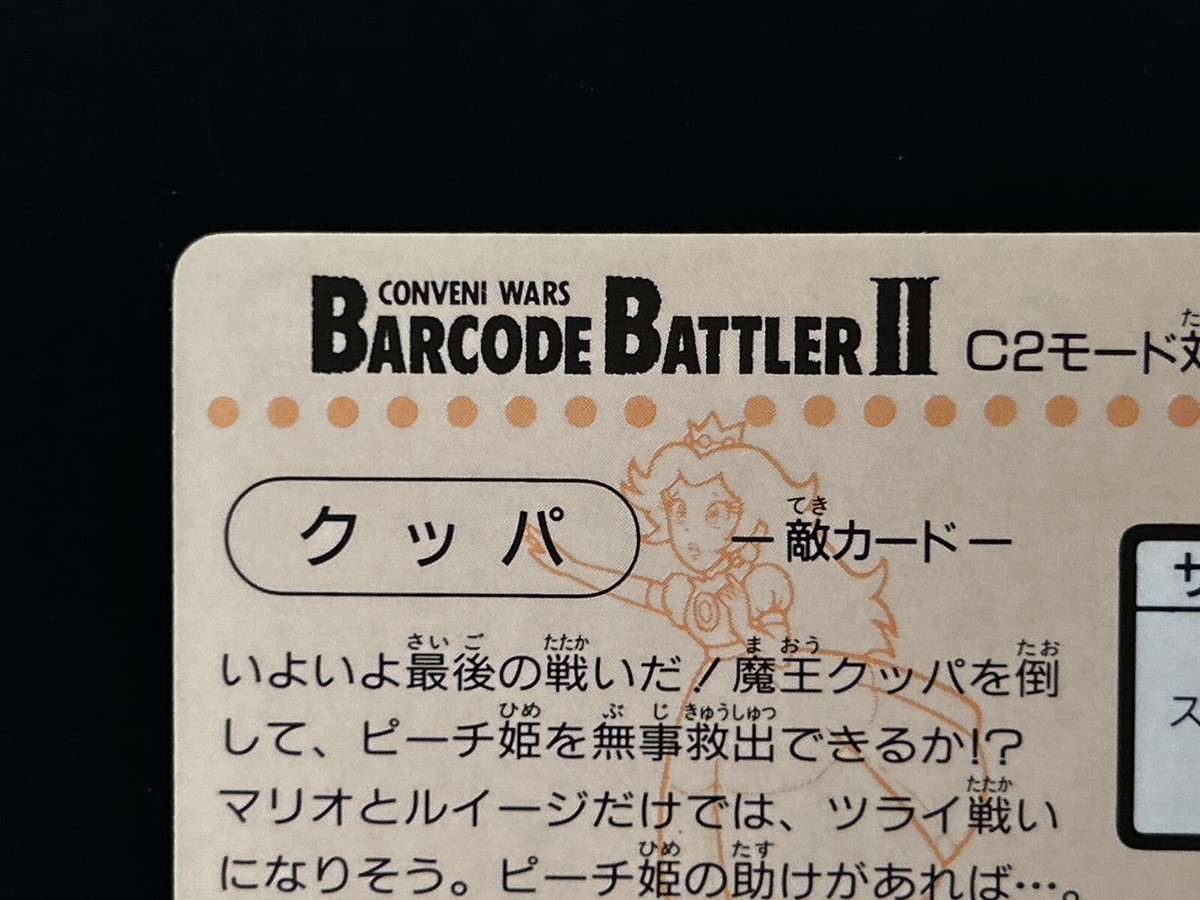 CONVENI WARS
BARCODE BATTLER II C2モード対
クッパ
ー敵カードー
いよいよ最後の戦いだ！魔王クッパを倒
して、ピーチ姫を無事救出できるか!?
マリオとルイージだけでは、ツライ戦い
になりそう。ピーチ姫の助けがあれば…。
サ
ス